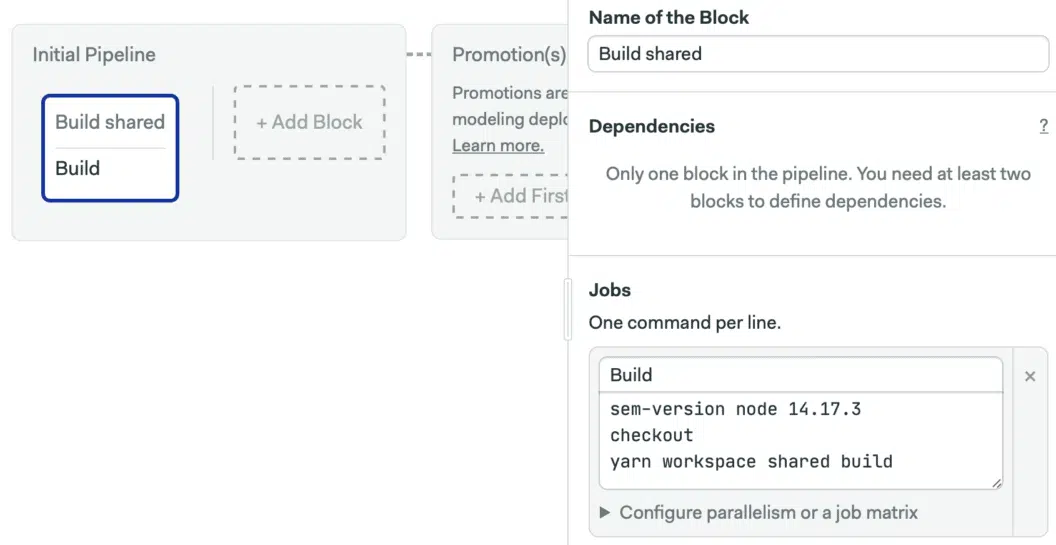 Initial Pipeline
Build shared
Build
+ Add Block
Promotion(s)
Promotions are
modeling deplo
Learn more.
+ Add First
Name of the Block
Build shared
Dependencies
?
Only one block in the pipeline. You need at least two
blocks to define dependencies.
Jobs
One command per line.
Build
×
sem-version node 14.17.3
checkout
yarn workspace shared build
▶ Configure parallelism or a job matrix